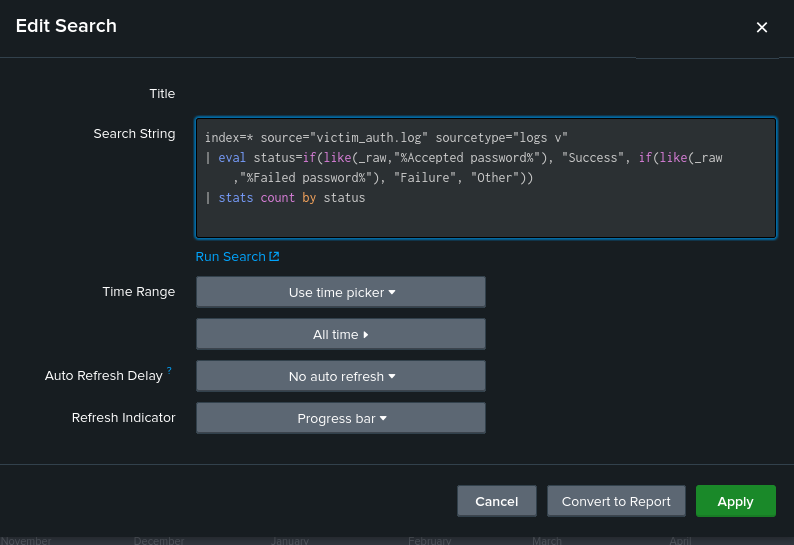 Edit Search
×
Title
Search String
index=* source="victim_auth.log" sourcetype="logs v"
| eval status=if(like(_raw,"%Accepted password%"), "Success", if(like(_raw
,"%Failed password%"), "Failure", "Other"))
| stats count by status
Run Search
Time Range
Use time picker
All time
Auto Refresh Delay ?
No auto refresh
Refresh Indicator
Progress bar
Cancel
Convert to Report
Apply
November December January February March April